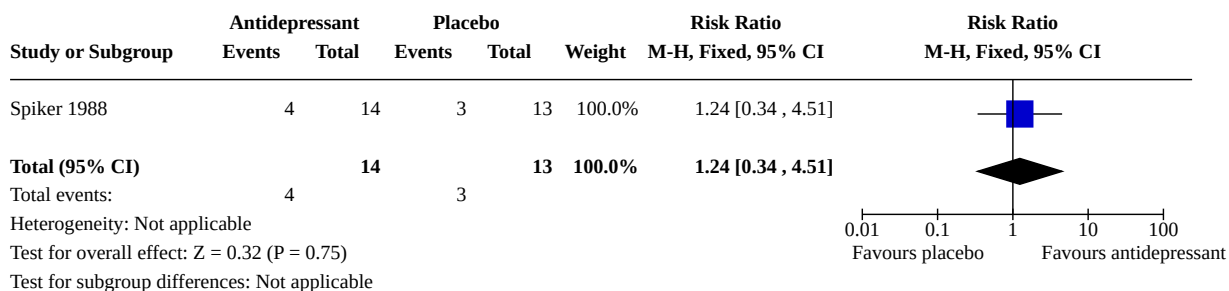 Antidepressant Placebo Risk Ratio Risk Ratio
Study or Subgroup Events Total Events Total Weight M-H, Fixed, 95% CI M-H, Fixed, 95% CI
Spiker 1988 4 14 3 13 100.0% 1.24 [0.34 , 4.51]
Total (95% CI) 14 13 100.0% 1.24 [0.34 , 4.51]
Total events: 4 3
Heterogeneity: Not applicable
0.01 0.1 1 10 100
Test for overall effect: Z = 0.32 (P = 0.75) Favours placebo Favours antidepressant
Test for subgroup differences: Not applicable